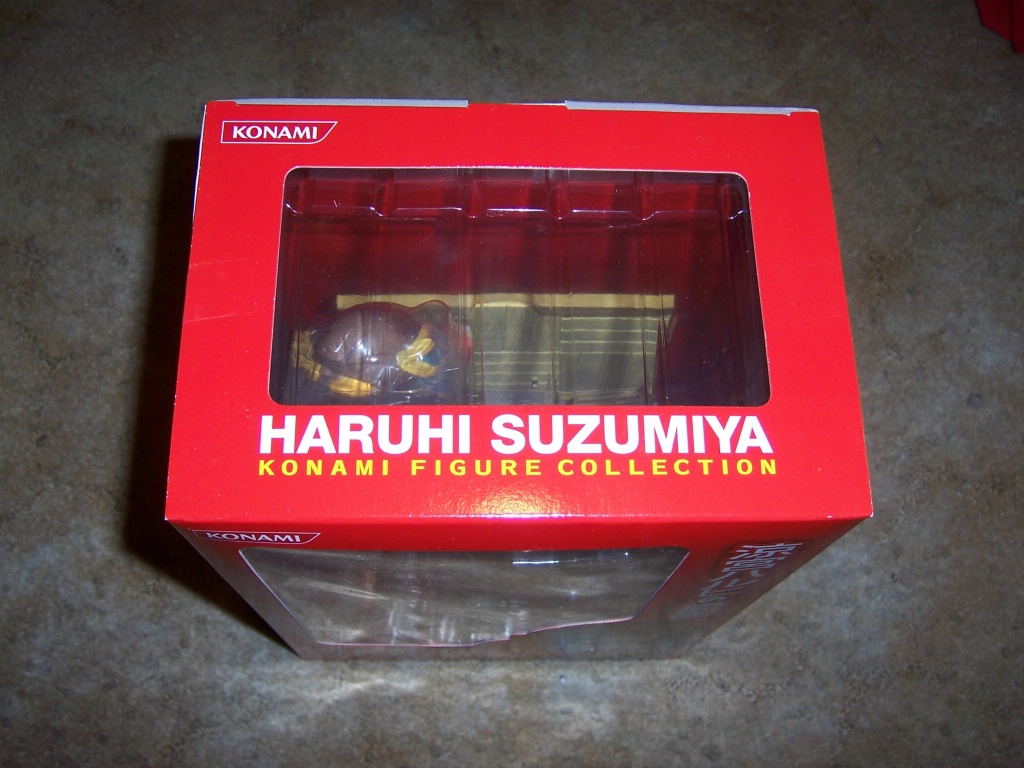 KONAMI
HARUHI SUZUMIYA
KONAMI FIGURE COLLECTION
KONAMI